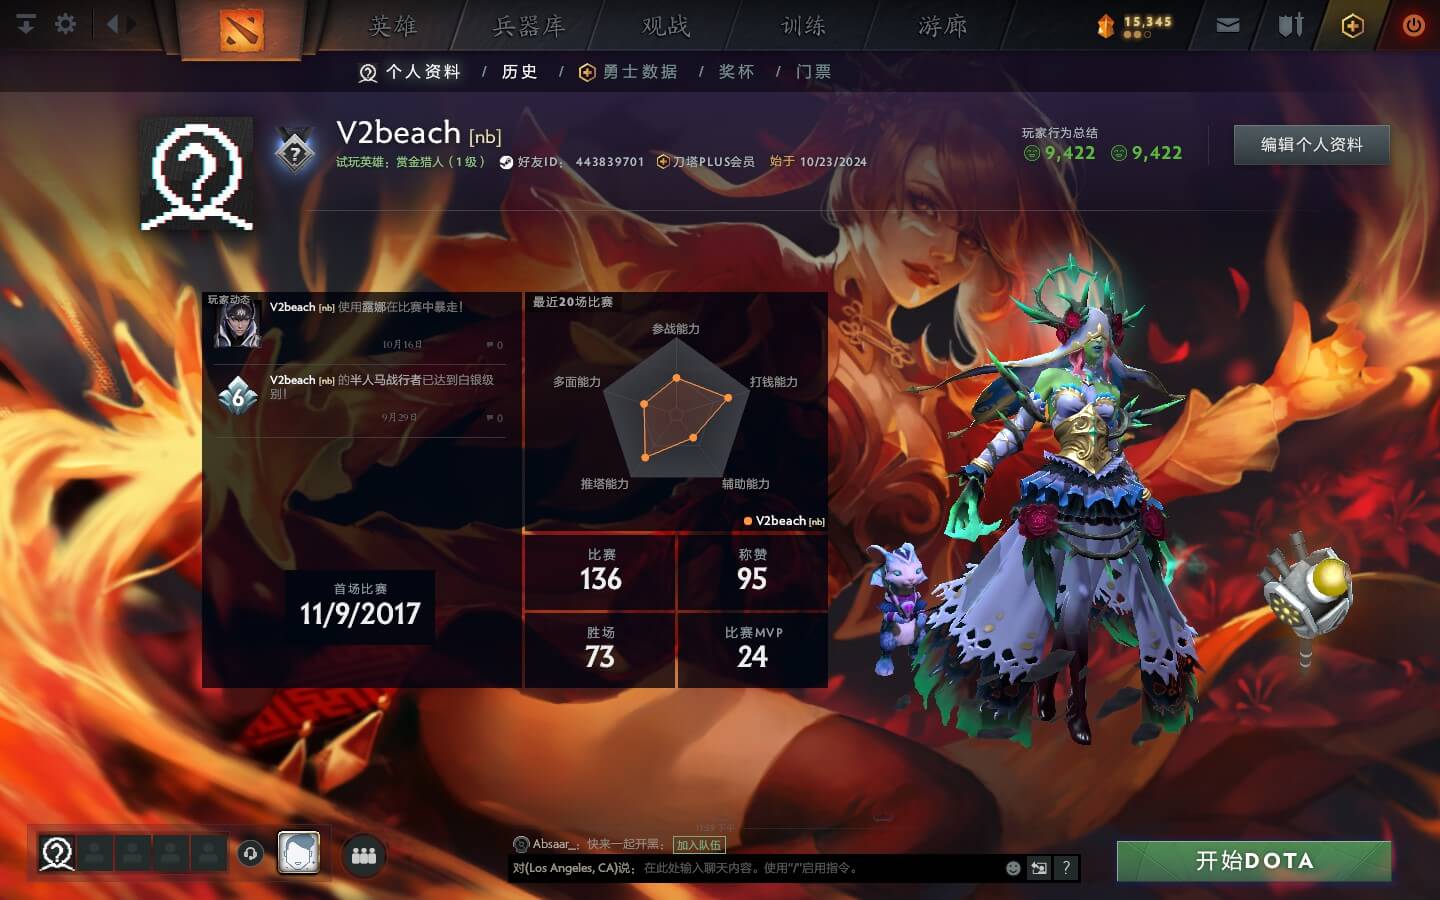 英雄
兵器库
观战
训练
游廊
15,345
个人资料 / 历史 / 勇士数据 / 奖杯 / 门票
V2beach [nb]
试玩英雄：赏金猎人（1 级） 好友ID： 443839701 刀塔PLUS会员 始于 10/23/2024
玩家行为总结
9,422 9,422
编辑个人资料
玩家动态
V2beach [nb] 使用露娜在比赛中暴走！
10月16日 0
6
V2beach [nb] 的半人马战行者已达到白银级别！
9月29日 0
首场比赛
11/9/2017
最近20场比赛
参战能力
多面能力
打钱能力
推塔能力
辅助能力
V2beach [nb]
比赛
136
称赞
95
胜场
73
比赛MVP
24
11:59 下午
Absaar_： 快来一起开黑： 加入队伍
对(Los Angeles, CA)说： 在此处输入聊天内容。使用"/"启用指令。
?
开始DOTA